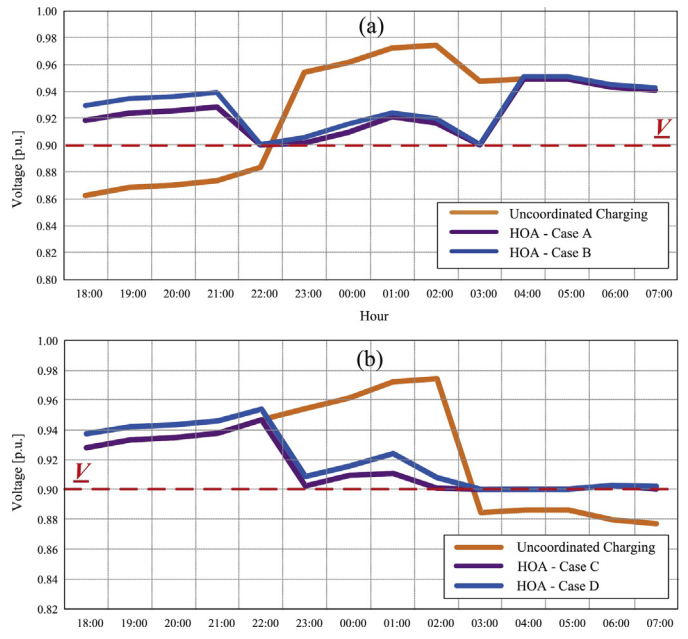 (a)
1.00
0.98
0.96
0.94
0.92
0.90
0.88
0.86
0.84
0.82
0.80
Voltage [p.u.]
V
Uncoordinated Charging
HOA - Case A
HOA - Case B
18:00 19:00 20:00 21:00 22:00 23:00 00:00 01:00 02:00 03:00 04:00 05:00 06:00 07:00
Hour
(b)
1.00
0.98
0.96
0.94
0.92
0.90
0.88
0.86
0.84
0.82
Voltage [p.u.]
V
Uncoordinated Charging
HOA - Case C
HOA - Case D
18:00 19:00 20:00 21:00 22:00 23:00 00:00 01:00 02:00 03:00 04:00 05:00 06:00 07:00